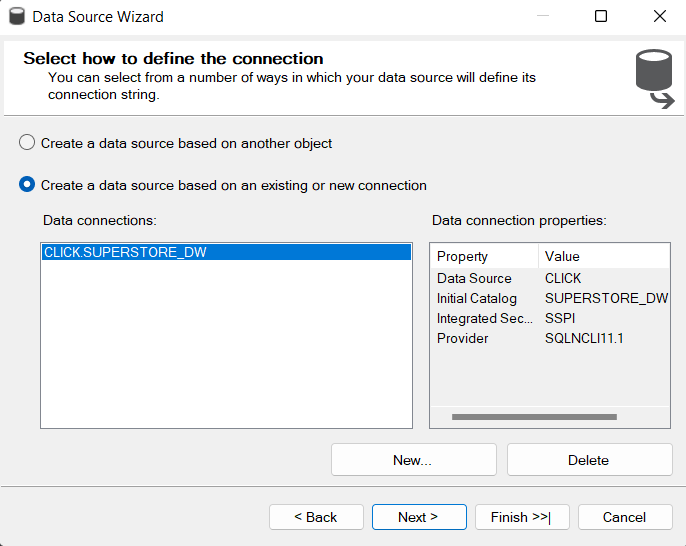 Data Source Wizard
Select how to define the connection
You can select from a number of ways in which your data source will define its
connection string.
Create a data source based on another object
Create a data source based on an existing or new connection
Data connections:
Data connection properties:
CLICK.SUPERSTORE_DW
Property Value
Data Source CLICK
Initial Catalog SUPERSTORE_DW
Integrated Sec... SSPI
Provider SQLNCLI11.1
New... Delete
< Back Next > Finish >>| Cancel